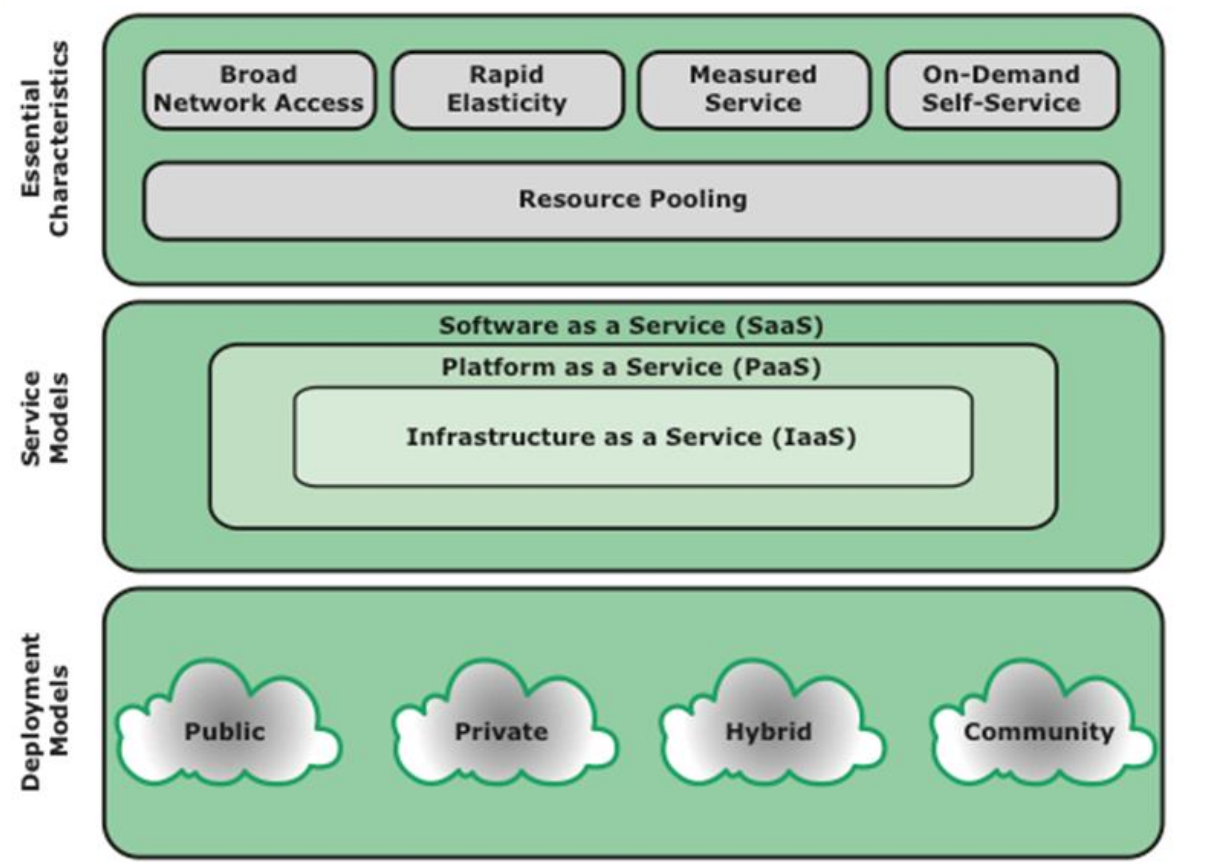 Essential
Characteristics
Broad
Network Access
Rapid
Elasticity
Measured
Service
On-Demand
Self-Service
Resource Pooling
Service
Models
Software as a Service (SaaS)
Platform as a Service (PaaS)
Infrastructure as a Service (IaaS)
Deployment
Models
Public
Private
Hybrid
Community